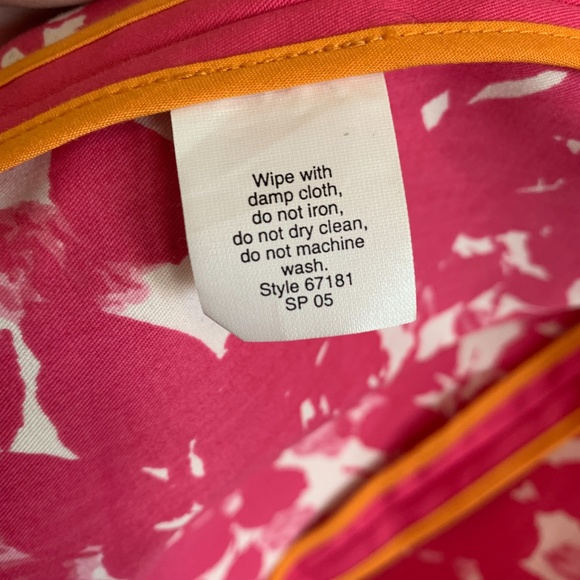 Wipe with
damp cloth,
do not iron,
do not dry clean,
do not machine
wash.
Style 67181
SP 05